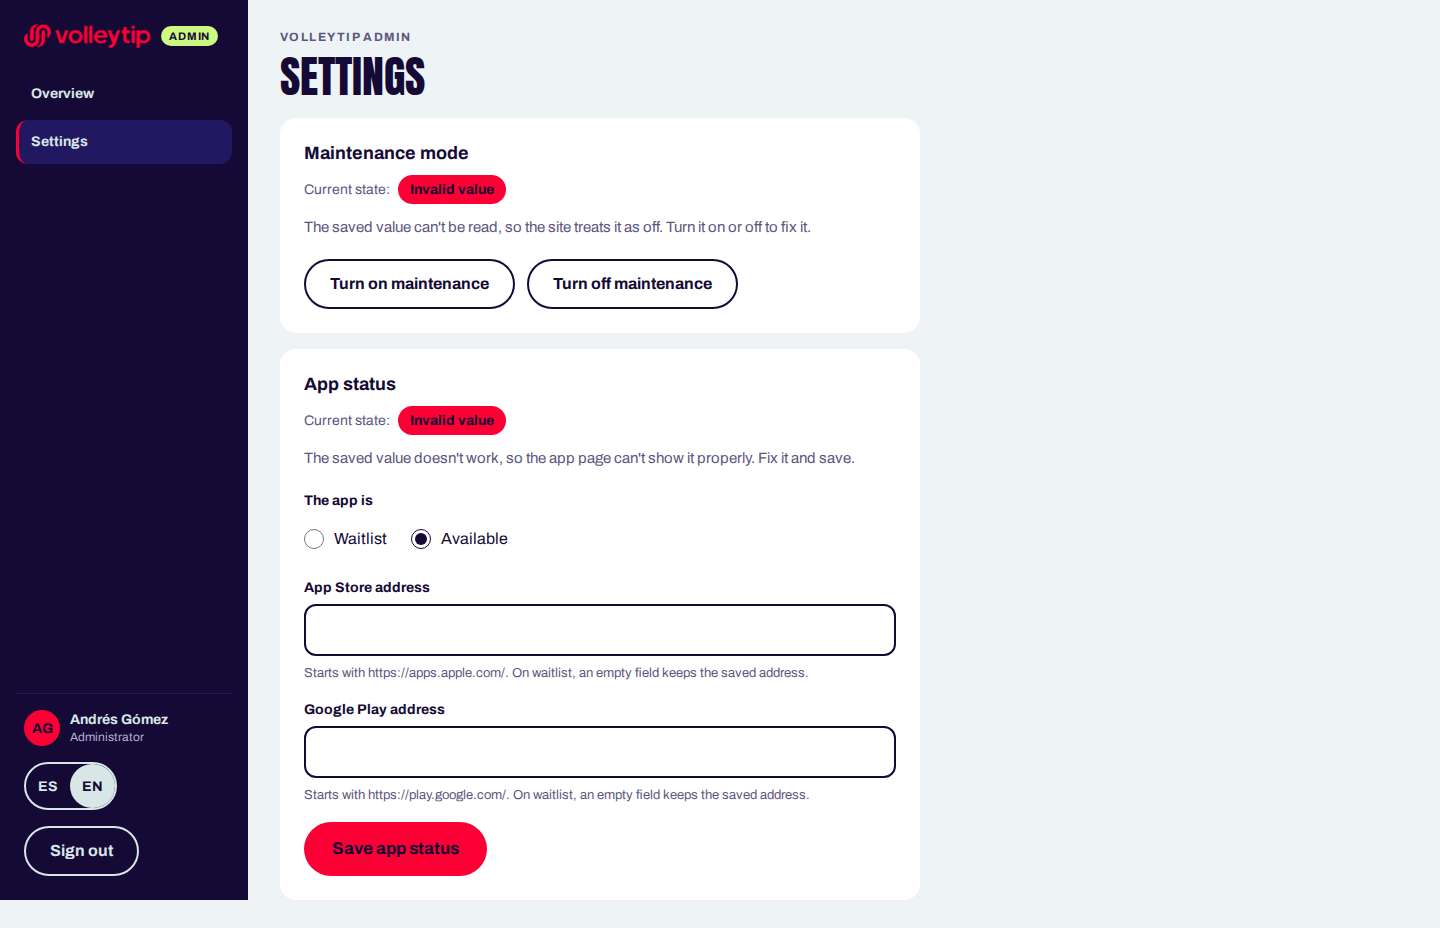 volleytip ADMIN
Overview
Settings
AG
Andrés Gómez
Administrator
ES EN
Sign out
VOLLEYTIP ADMIN
SETTINGS
Maintenance mode
Current state: Invalid value
The saved value can't be read, so the site treats it as off. Turn it on or off to fix it.
Turn on maintenance Turn off maintenance
App status
Current state: Invalid value
The saved value doesn't work, so the app page can't show it properly. Fix it and save.
The app is
Waitlist Available
App Store address
Starts with https://apps.apple.com/. On waitlist, an empty field keeps the saved address.
Google Play address
Starts with https://play.google.com/. On waitlist, an empty field keeps the saved address.
Save app status